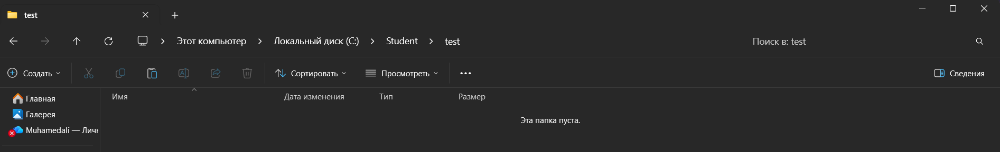 test
Этот компьютер > Локальный диск (C:) > Student > test
Поиск в: test
Создать
Сортировать
Просмотреть
Сведения
Главная
Галерея
Muhamedali — Личн
Имя Дата изменения Тип Размер
Эта папка пуста.